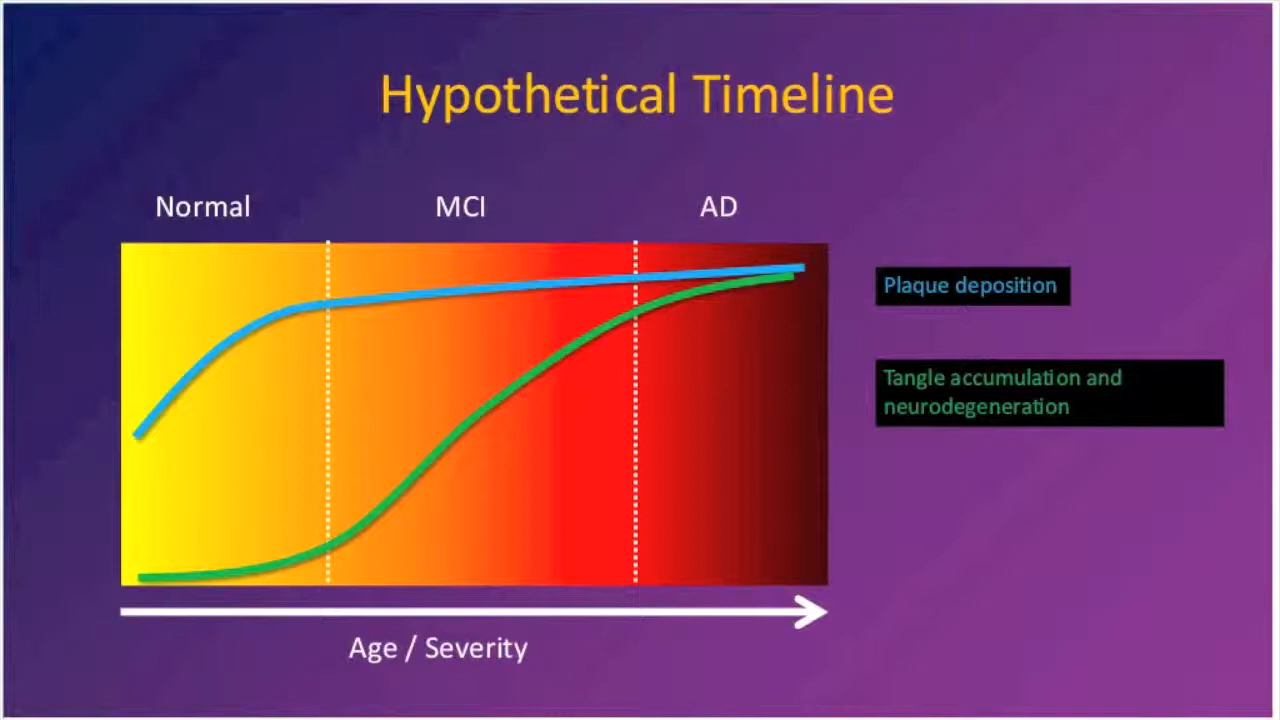 Hypothetical Timeline
Normal
MCI
AD
Plaque deposition
Tangle accumulation and
neurodegeneration
Age / Severity